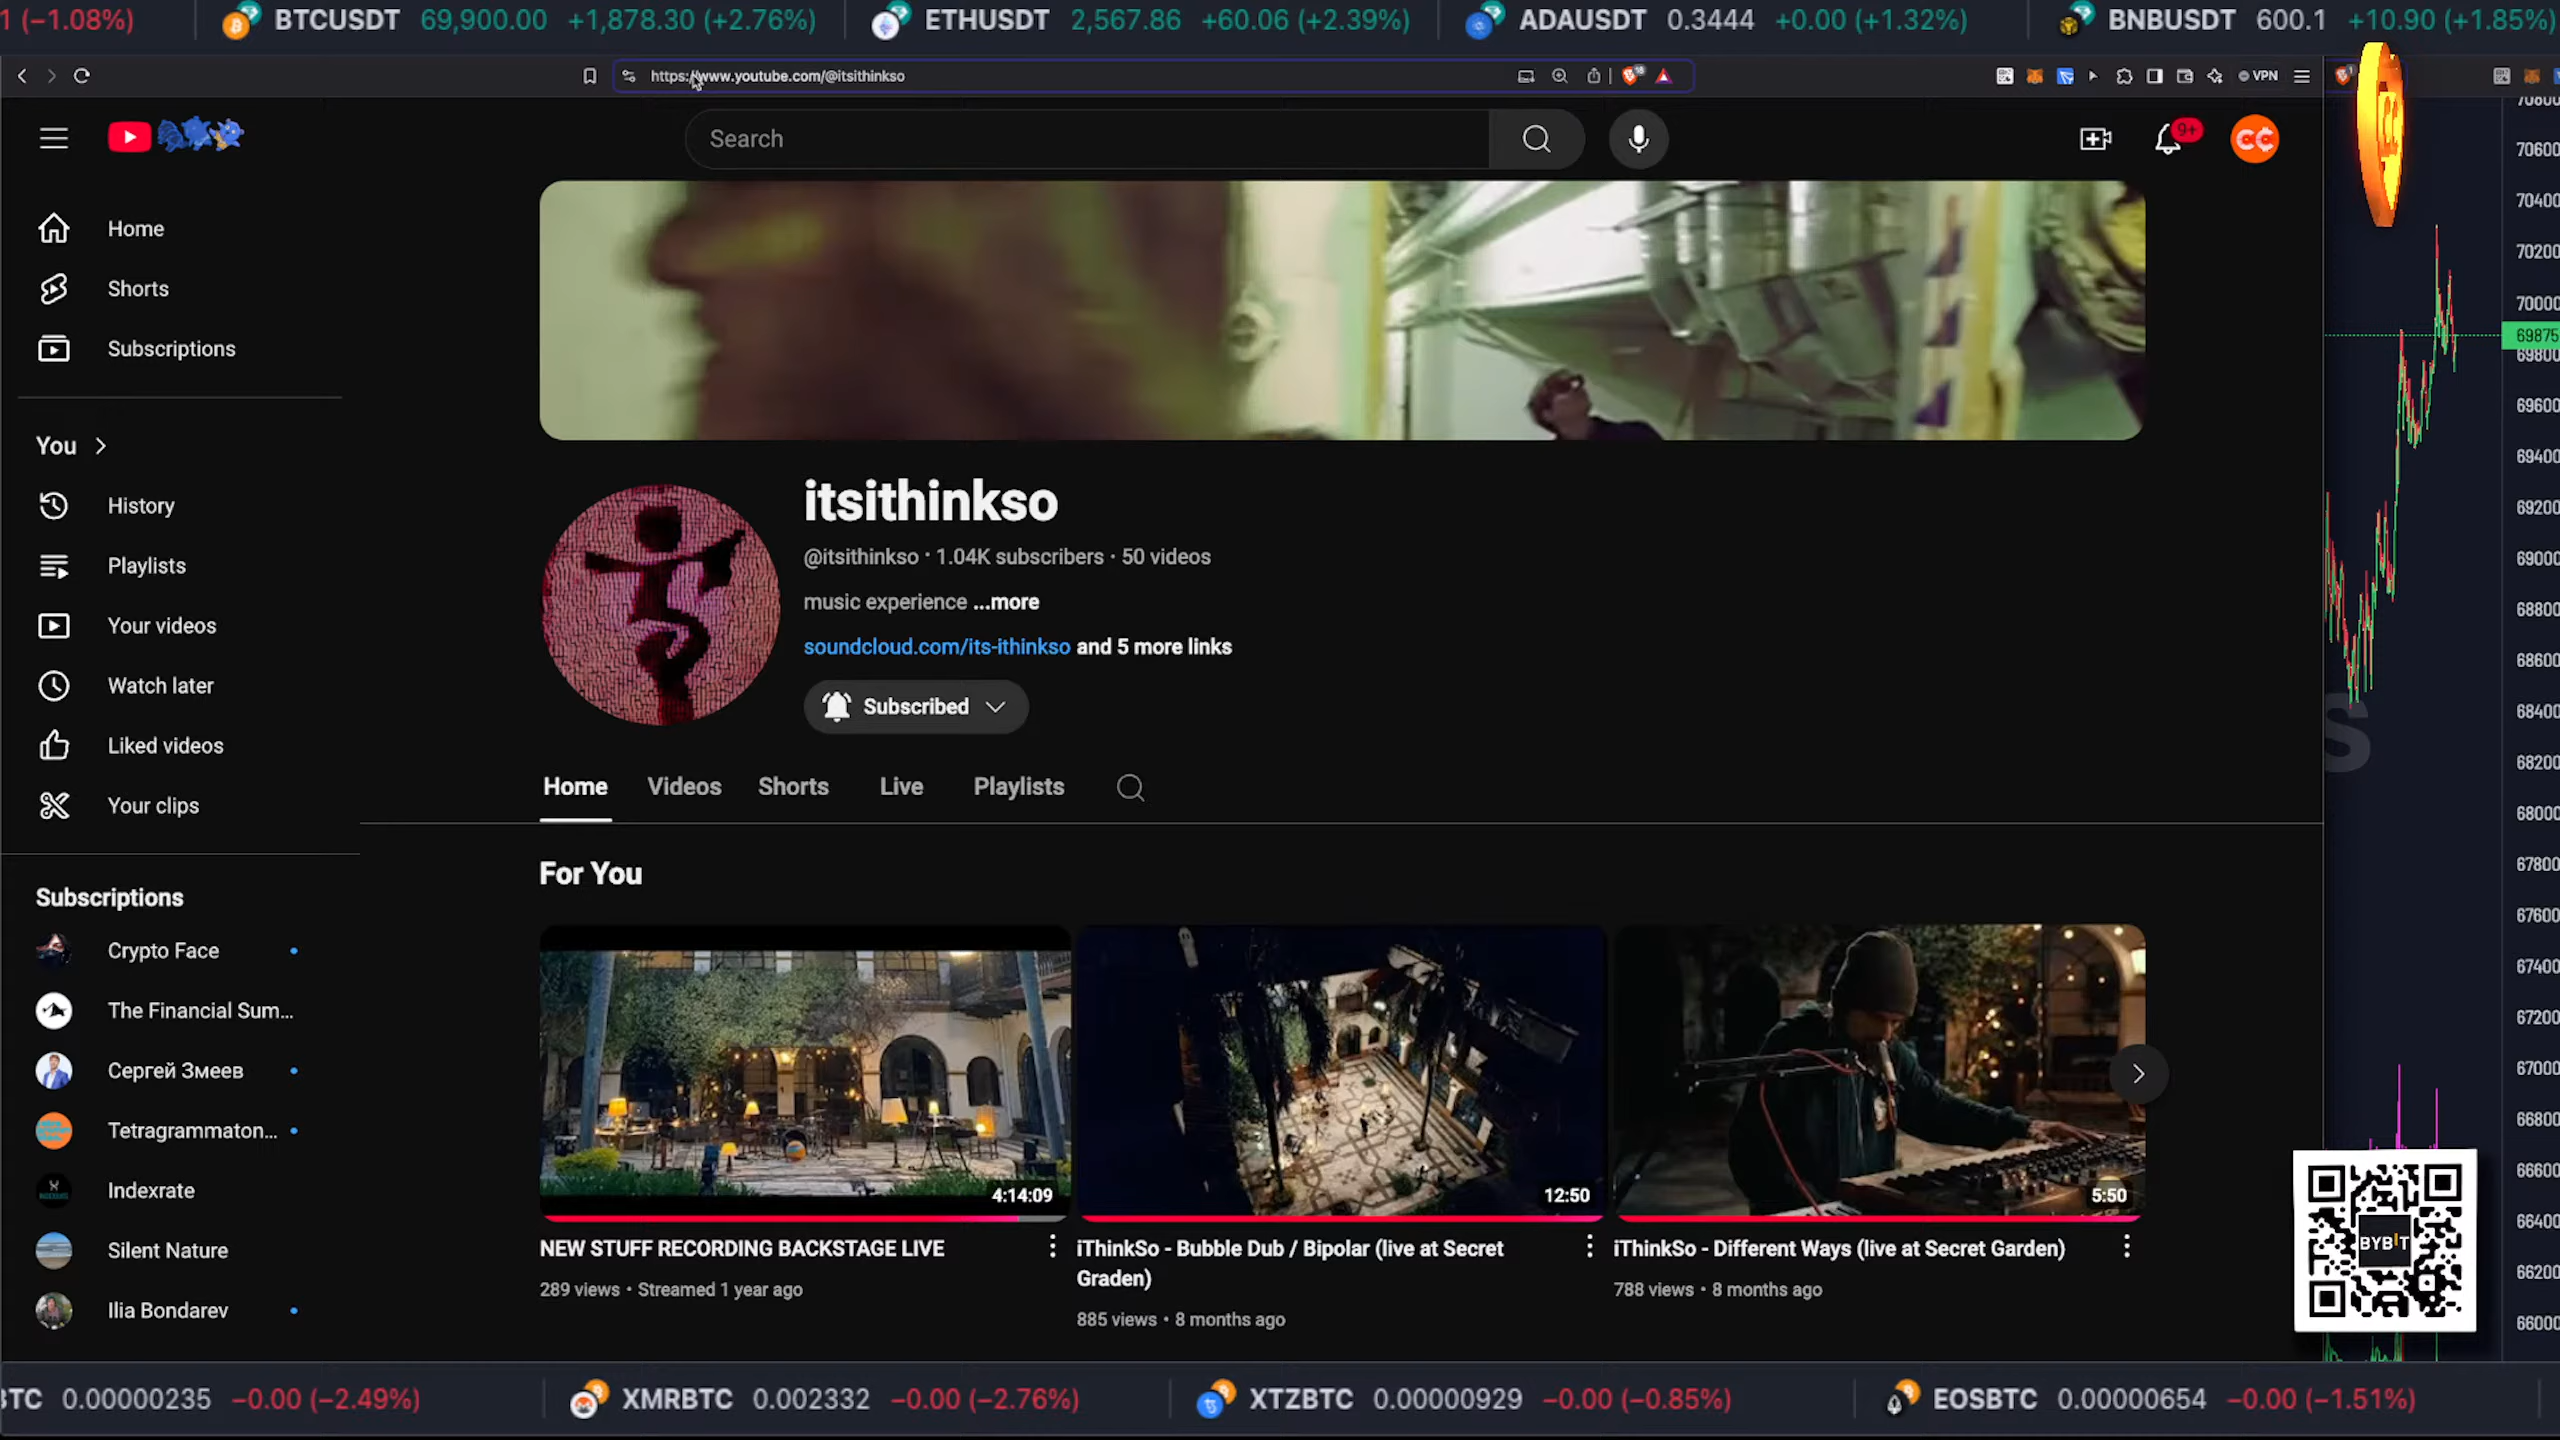 1 (−1.08%) BTCUSDT 69,900.00 +1,878.30 (+2.76%) ETHUSDT 2,567.86 +60.06 (+2.39%) ADAUSDT 0.3444 +0.00 (+1.32%) BNBUSDT 600.1 +10.90 (+1.85%)
https://www.youtube.com/@itsithinkso
18
VPN
1
Search
9+
Home
Shorts
Subscriptions
You
History
Playlists
Your videos
Watch later
Liked videos
Your clips
Subscriptions
Crypto Face
The Financial Sum...
Сергей Змеев
Tetragrammaton...
Indexrate
Silent Nature
Ilia Bondarev
itsithinkso
@itsithinkso • 1.04K subscribers • 50 videos
music experience ...more
soundcloud.com/its-ithinkso and 5 more links
Subscribed
Home Videos Shorts Live Playlists
For You
4:14:09
12:50
5:50
NEW STUFF RECORDING BACKSTAGE LIVE
289 views • Streamed 1 year ago
iThinkSo - Bubble Dub / Bipolar (live at Secret
Graden)
885 views • 8 months ago
iThinkSo - Different Ways (live at Secret Garden)
788 views • 8 months ago
70800
70600
70400
70200
70000
69875
69800
69600
69400
69200
69000
68800
68600
68400
68200
68000
67800
67600
67400
67200
67000
66800
66600
66400
66200
66000
s
BYBIT
BTC 0.00000235 −0.00 (−2.49%) XMRBTC 0.002332 −0.00 (−2.76%) XTZBTC 0.00000929 −0.00 (−0.85%) EOSBTC 0.00000654 −0.00 (−1.51%)